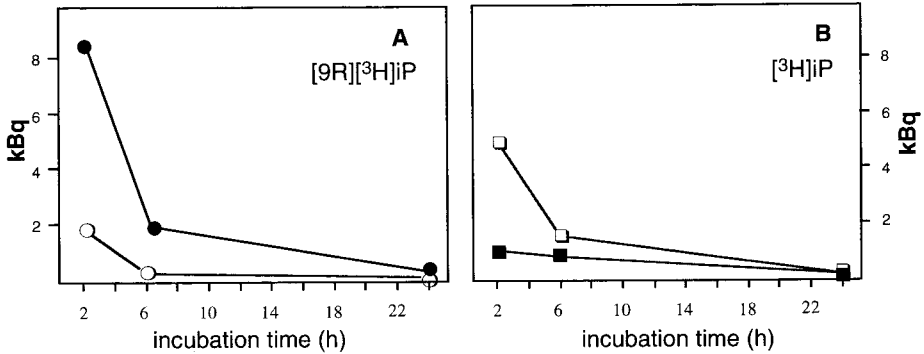 A
[9R][³H]iP
kBq
8
6
4
2
2 6 10 14 18 22
incubation time (h)
B
[³H]iP
kBq
8
6
4
2
2 6 10 14 18 22
incubation time (h)